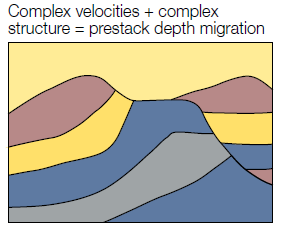 Complex velocities + complex
structure = prestack depth migration